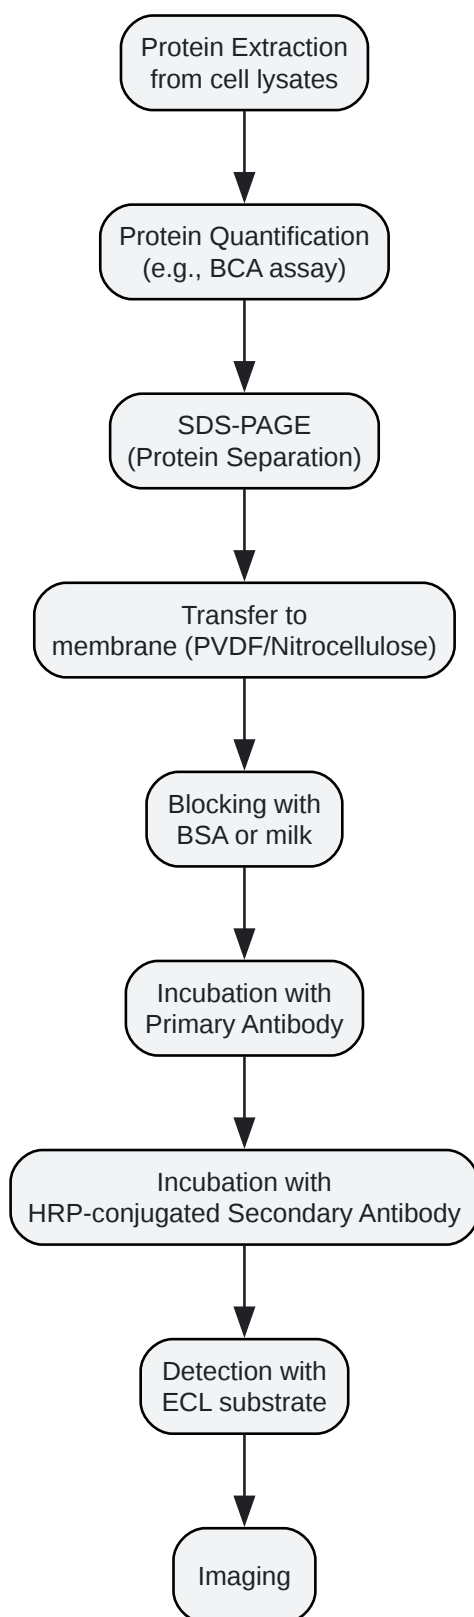 Protein Extraction
from cell lysates
Protein Quantification
(e.g., BCA assay)
SDS-PAGE
(Protein Separation)
Transfer to
membrane (PVDF/Nitrocellulose)
Blocking with
BSA or milk
Incubation with
Primary Antibody
Incubation with
HRP-conjugated Secondary Antibody
Detection with
ECL substrate
Imaging